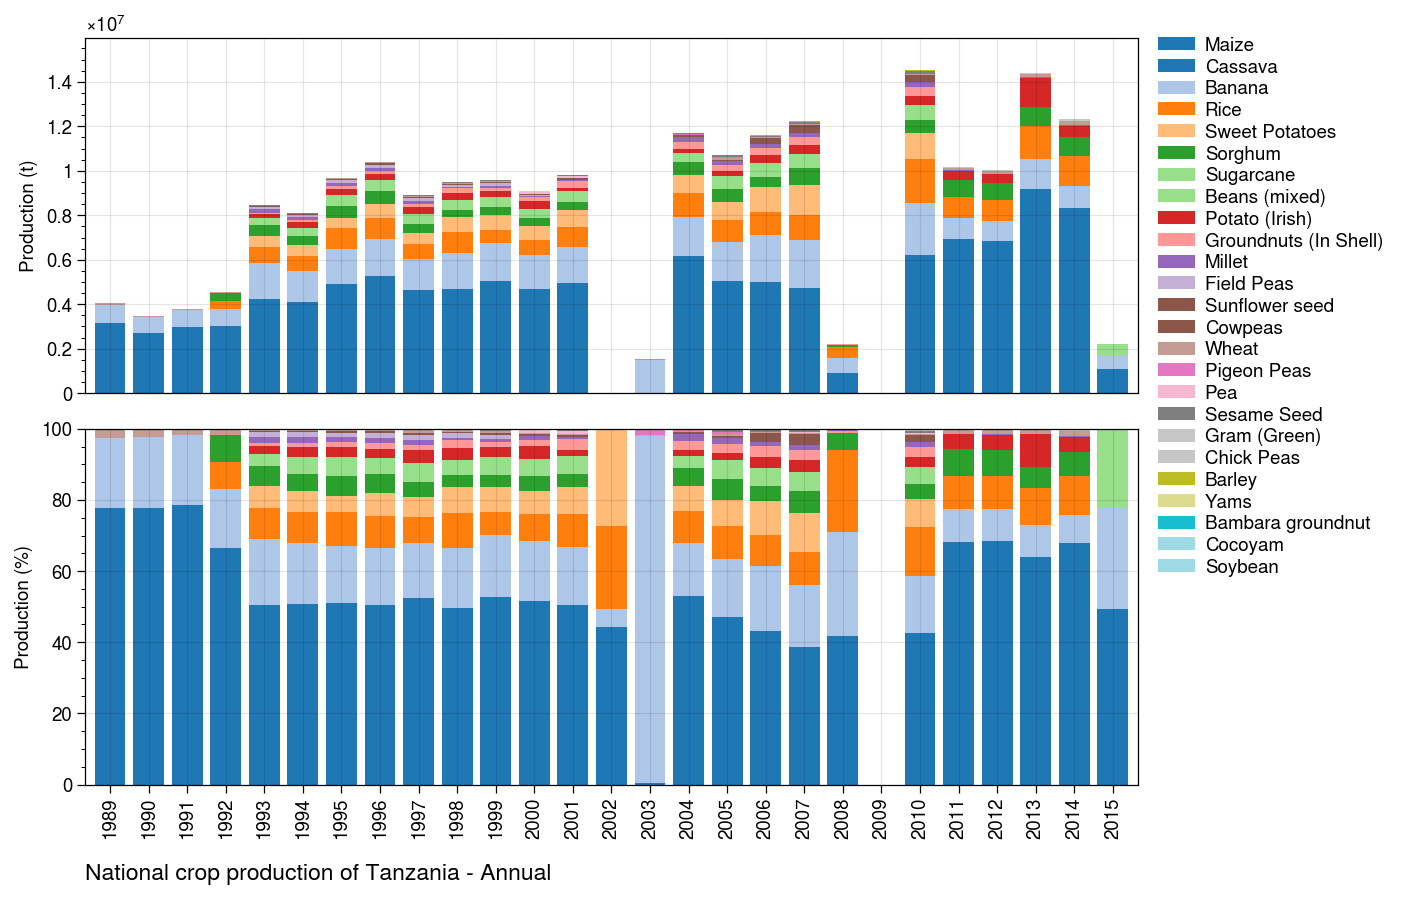 ×10⁷
Production (t)
1.4
1.2
1
0.8
0.6
0.4
0.2
0
Maize
Cassava
Banana
Rice
Sweet Potatoes
Sorghum
Sugarcane
Beans (mixed)
Potato (Irish)
Groundnuts (In Shell)
Millet
Field Peas
Sunflower seed
Cowpeas
Wheat
Pigeon Peas
Pea
Sesame Seed
Gram (Green)
Chick Peas
Barley
Yams
Bambara groundnut
Cocoyam
Soybean
Production (%)
100
80
60
40
20
0
1989 1990 1991 1992 1993 1994 1995 1996 1997 1998 1999 2000 2001 2002 2003 2004 2005 2006 2007 2008 2009 2010 2011 2012 2013 2014 2015
National crop production of Tanzania - Annual